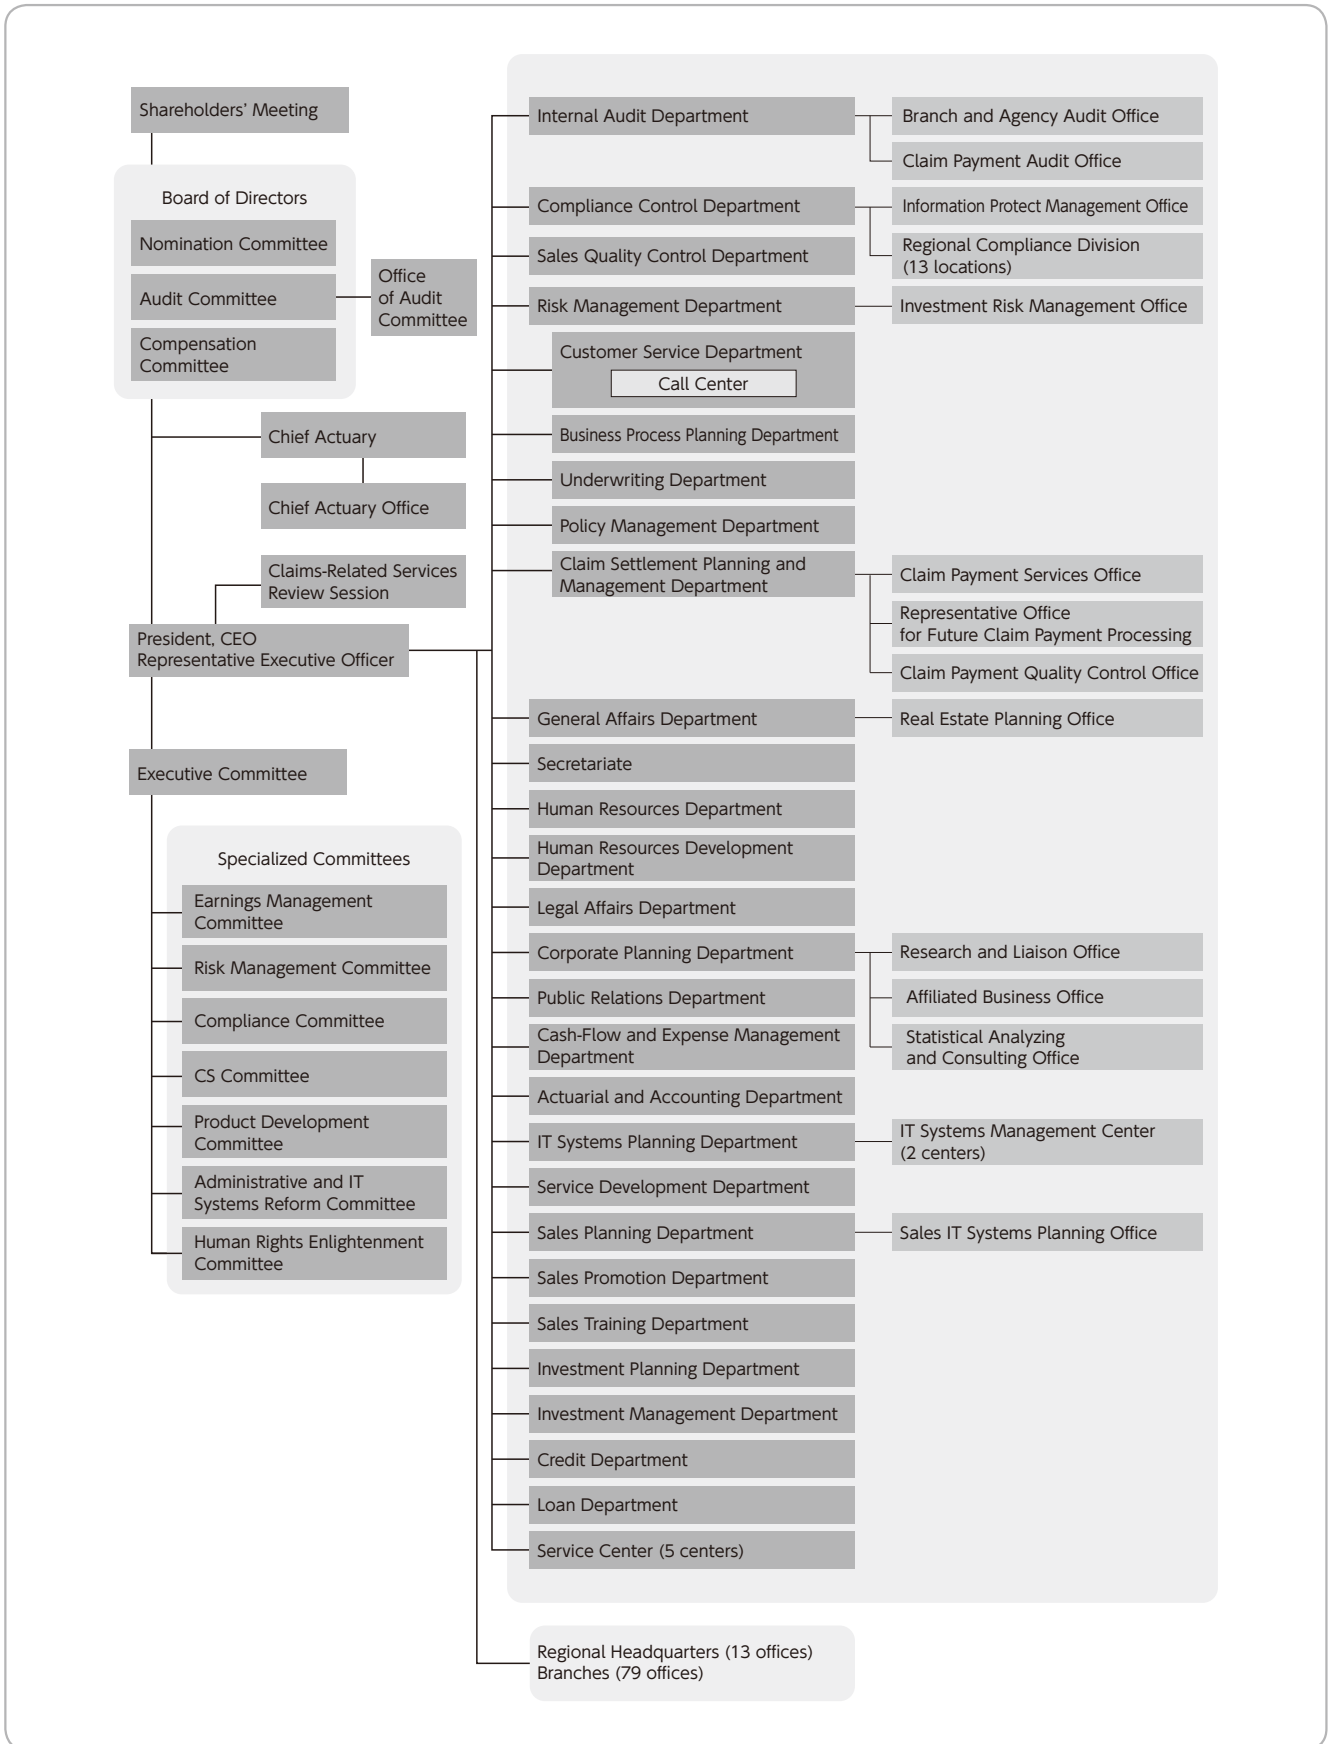 Shareholders' Meeting
Board of Directors
Nomination Committee
Audit Committee
Compensation
Committee
Office
of Audit
Committee
Chief Actuary
Chief Actuary Office
Claims-Related Services
Review Session
President, CEO
Representative Executive Officer
Executive Committee
Specialized Committees
Earnings Management
Committee
Risk Management Committee
Compliance Committee
CS Committee
Product Development
Committee
Administrative and IT
Systems Reform Committee
Human Rights Enlightenment
Committee
Internal Audit Department
Branch and Agency Audit Office
Claim Payment Audit Office
Compliance Control Department
Information Protect Management Office
Regional Compliance Division
(13 locations)
Sales Quality Control Department
Risk Management Department
Investment Risk Management Office
Customer Service Department
Call Center
Business Process Planning Department
Underwriting Department
Policy Management Department
Claim Settlement Planning and
Management Department
Claim Payment Services Office
Representative Office
for Future Claim Payment Processing
Claim Payment Quality Control Office
General Affairs Department
Real Estate Planning Office
Secretariate
Human Resources Department
Human Resources Development
Department
Legal Affairs Department
Corporate Planning Department
Research and Liaison Office
Affiliated Business Office
Statistical Analyzing
and Consulting Office
Public Relations Department
Cash-Flow and Expense Management
Department
Actuarial and Accounting Department
IT Systems Planning Department
IT Systems Management Center
(2 centers)
Service Development Department
Sales Planning Department
Sales IT Systems Planning Office
Sales Promotion Department
Sales Training Department
Investment Planning Department
Investment Management Department
Credit Department
Loan Department
Service Center (5 centers)
Regional Headquarters (13 offices)
Branches (79 offices)